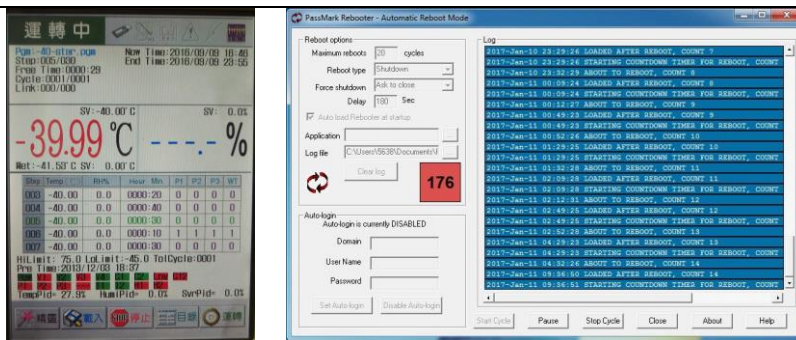 運轉中
Pgm:-40-otar.pgm Now Time:2016/09/09 16:46
Step:005/030 End Time:2016/09/09 23:55
Free Time:0000:29
Cycle:0001/0001
Link:000/000
SV:-40.00°C SV: 0.0%
-39.99 °C ---.- %
Wet:-41.53°C SV: 0.00°C
Step Temp RH% Hour Min P1 P2 P3 WT
003 -40.00 0.0 0000:20 0 0 0 0
004 -40.00 0.0 0000:40 0 0 0 0
005 -40.00 0.0 0000:30 0 0 0 0
006 -40.00 0.0 0000:10 1 1 1 1
007 -40.00 0.0 0000:30 0 0 0 0
HiLimit: 75.0 LoLimit:-45.0 TolCycle:0001
Pro Time:2013/12/03 18:37
TempPid= 27.9% HumiPid= 0.0% SvrPid= 0.0%
載入 停止 目錄 運轉
PassMark Rebooter - Automatic Reboot Mode
Reboot options
Maximum reboots 20 cycles
Reboot type Shutdown
Force shutdown Ask to close
Delay 180 Sec
Auto load Rebooter at startup
Application ...
Log file C:\Users\5638\Documents\F ...
Clear log
176
Auto-login
Auto-login is currently DISABLED
Domain
User Name
Password
Set Auto-login Disable Auto-login
Log
2017-Jan-10 23:29:26 LOADED AFTER REBOOT, COUNT 7
2017-Jan-10 23:29:26 STARTING COUNTDOWN TIMER FOR REBOOT, COUNT
2017-Jan-10 23:32:29 ABOUT TO REBOOT, COUNT 8
2017-Jan-11 00:09:24 LOADED AFTER REBOOT, COUNT 8
2017-Jan-11 00:09:24 STARTING COUNTDOWN TIMER FOR REBOOT, COUNT
2017-Jan-11 00:12:27 ABOUT TO REBOOT, COUNT 9
2017-Jan-11 00:49:23 LOADED AFTER REBOOT, COUNT 9
2017-Jan-11 00:49:23 STARTING COUNTDOWN TIMER FOR REBOOT, COUNT
2017-Jan-11 00:52:26 ABOUT TO REBOOT, COUNT 10
2017-Jan-11 01:29:25 LOADED AFTER REBOOT, COUNT 10
2017-Jan-11 01:29:25 STARTING COUNTDOWN TIMER FOR REBOOT, COUNT
2017-Jan-11 01:32:28 ABOUT TO REBOOT, COUNT 11
2017-Jan-11 02:09:28 LOADED AFTER REBOOT, COUNT 11
2017-Jan-11 02:09:28 STARTING COUNTDOWN TIMER FOR REBOOT, COUNT
2017-Jan-11 02:12:31 ABOUT TO REBOOT, COUNT 12
2017-Jan-11 02:49:25 LOADED AFTER REBOOT, COUNT 12
2017-Jan-11 02:49:25 STARTING COUNTDOWN TIMER FOR REBOOT, COUNT
2017-Jan-11 02:52:28 ABOUT TO REBOOT, COUNT 13
2017-Jan-11 04:29:23 LOADED AFTER REBOOT, COUNT 13
2017-Jan-11 04:29:23 STARTING COUNTDOWN TIMER FOR REBOOT, COUNT
2017-Jan-11 04:32:26 ABOUT TO REBOOT, COUNT 14
2017-Jan-11 09:36:50 LOADED AFTER REBOOT, COUNT 14
2017-Jan-11 09:36:51 STARTING COUNTDOWN TIMER FOR REBOOT, COUNT
Start Cycle Pause Stop Cycle Close About Help